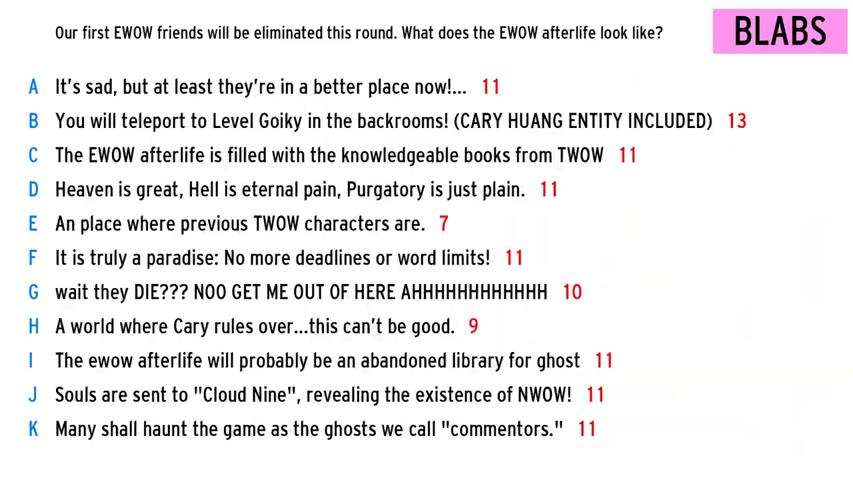 Our first EWOW friends will be eliminated this round. What does the EWOW afterlife look like?
BLABS
A It's sad, but at least they're in a better place now!... 11
B You will teleport to Level Goiky in the backrooms! (CARY HUANG ENTITY INCLUDED) 13
C The EWOW afterlife is filled with the knowledgeable books from TWOW 11
D Heaven is great, Hell is eternal pain, Purgatory is just plain. 11
E An place where previous TWOW characters are. 7
F It is truly a paradise: No more deadlines or word limits! 11
G wait they DIE??? NOO GET ME OUT OF HERE AHHHHHHHHHHHH 10
H A world where Cary rules over...this can't be good. 9
I The ewow afterlife will probably be an abandoned library for ghost 11
J Souls are sent to "Cloud Nine", revealing the existence of NWOW! 11
K Many shall haunt the game as the ghosts we call "commentors." 11